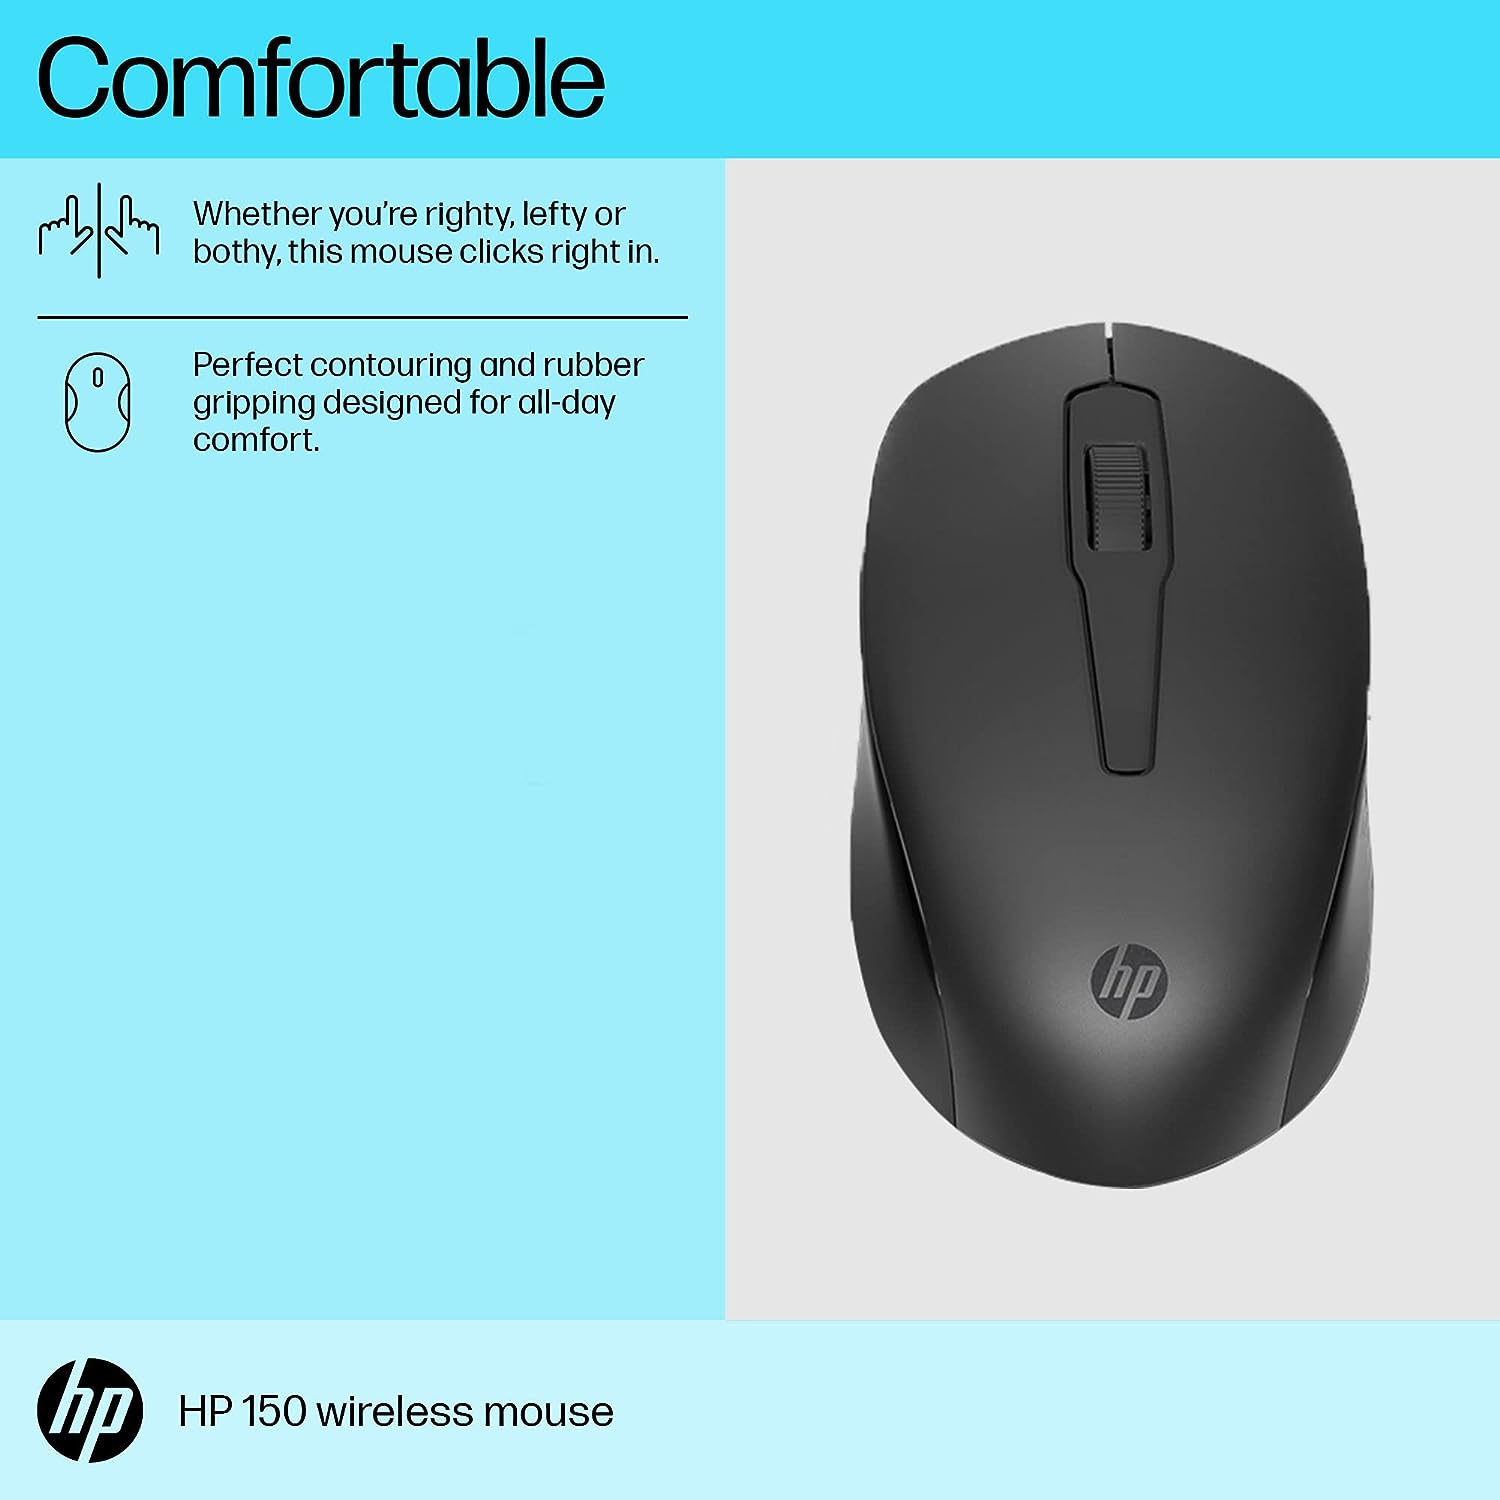 Comfortable
Whether you're righty, lefty or
bothy, this mouse clicks right in.
Perfect contouring and rubber
gripping designed for all-day
comfort.
hp
hp
HP 150 wireless mouse